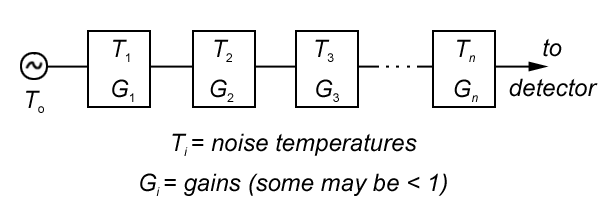 T₁ T₂ T₃ Tₙ to
Tₒ G₁ G₂ G₃ ... Gₙ detector
Tᵢ = noise temperatures
Gᵢ = gains (some may be < 1)